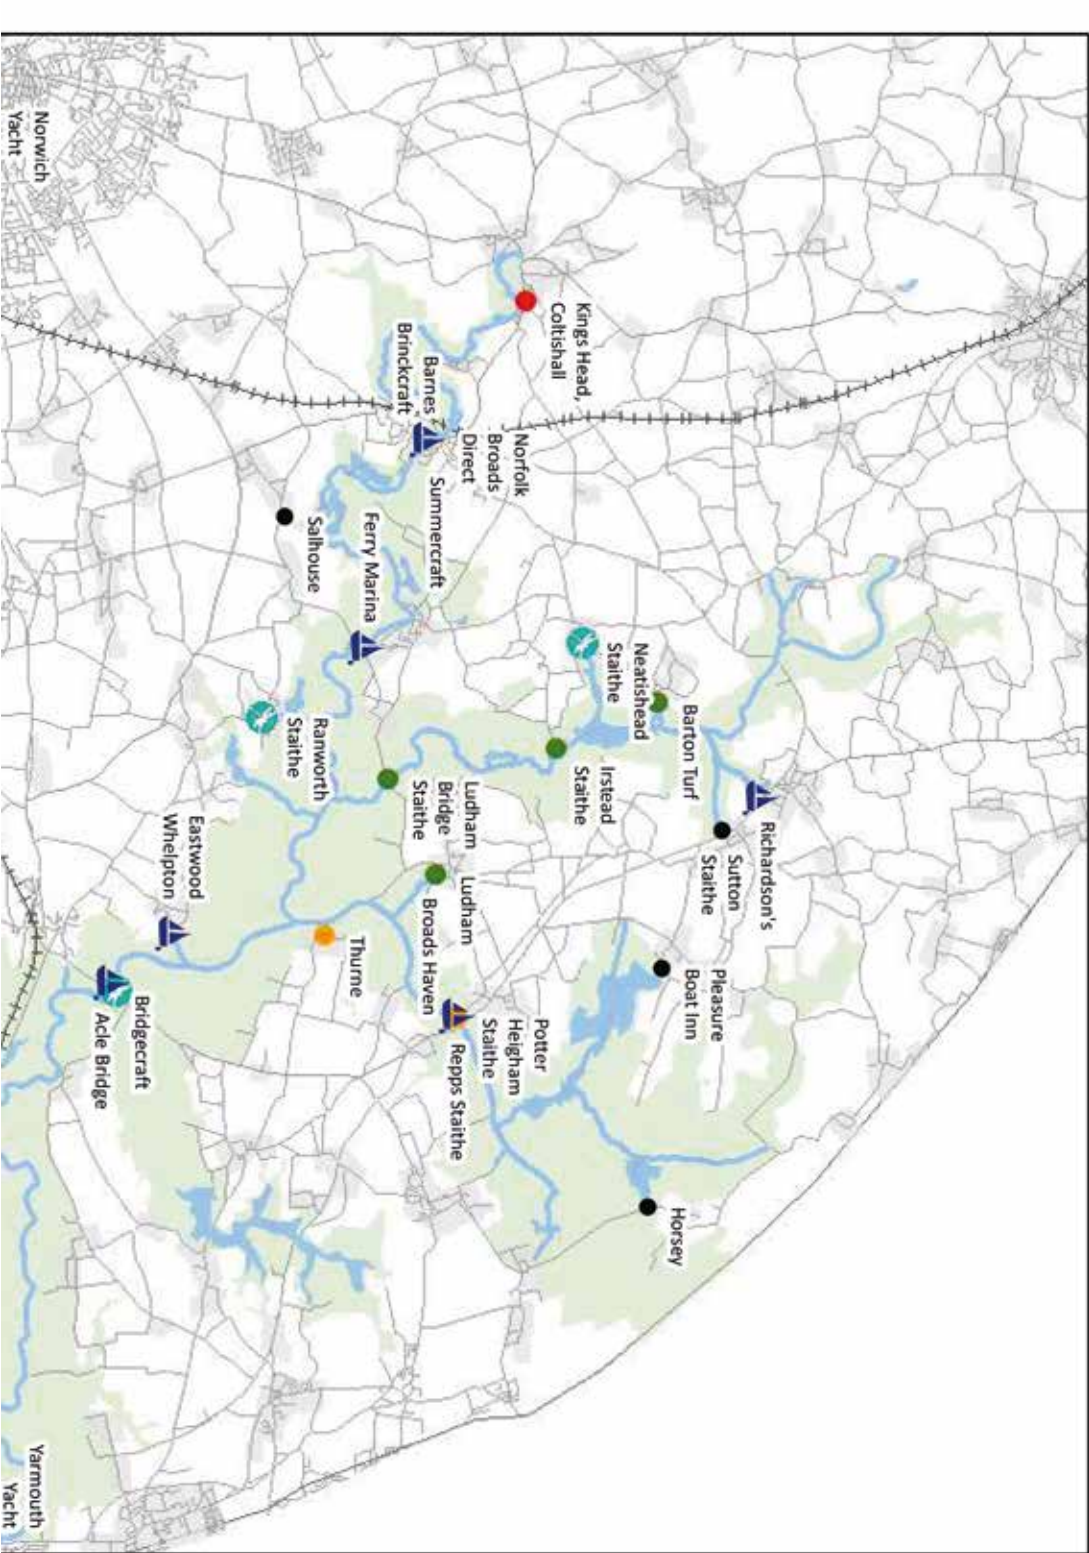 Richardson's
Sutton
Staithe
Pleasure
Boat Inn
Barton Turf
Horsey
Neatishead
Staithe
Irstead
Staithe
Kings Head,
Coltishall
Potter
Heigham
Staithe
Norfolk
Broads
Direct
Ludham
Bridge
Staithe
Ludham
Repps Staithe
Summercraft
Barnes
Brinckcraft
Broads Haven
Ferry Marina
Thurne
Ranworth
Staithe
Salhouse
Eastwood
Whelpton
Bridgecraft
Acle Bridge
Norwich
Yacht
Yarmouth
Yacht